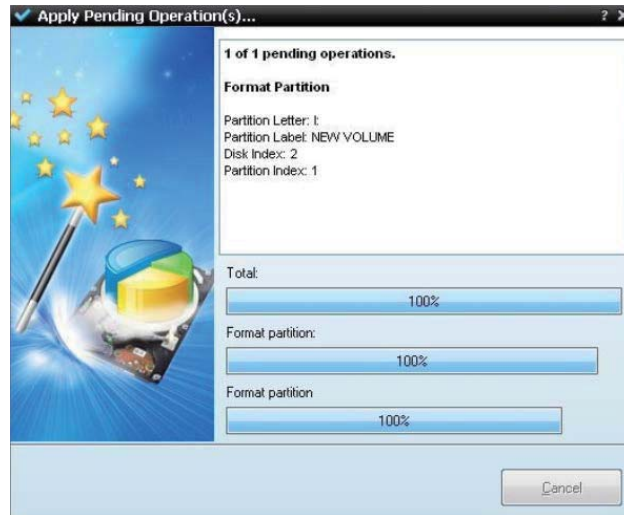 Apply Pending Operation(s)...
? X
1 of 1 pending operations.
Format Partition
Partition Letter: I:
Partition Label: NEW VOLUME
Disk Index: 2
Partition Index: 1
Total:
100%
Format partition:
100%
Format partition
100%
Cancel